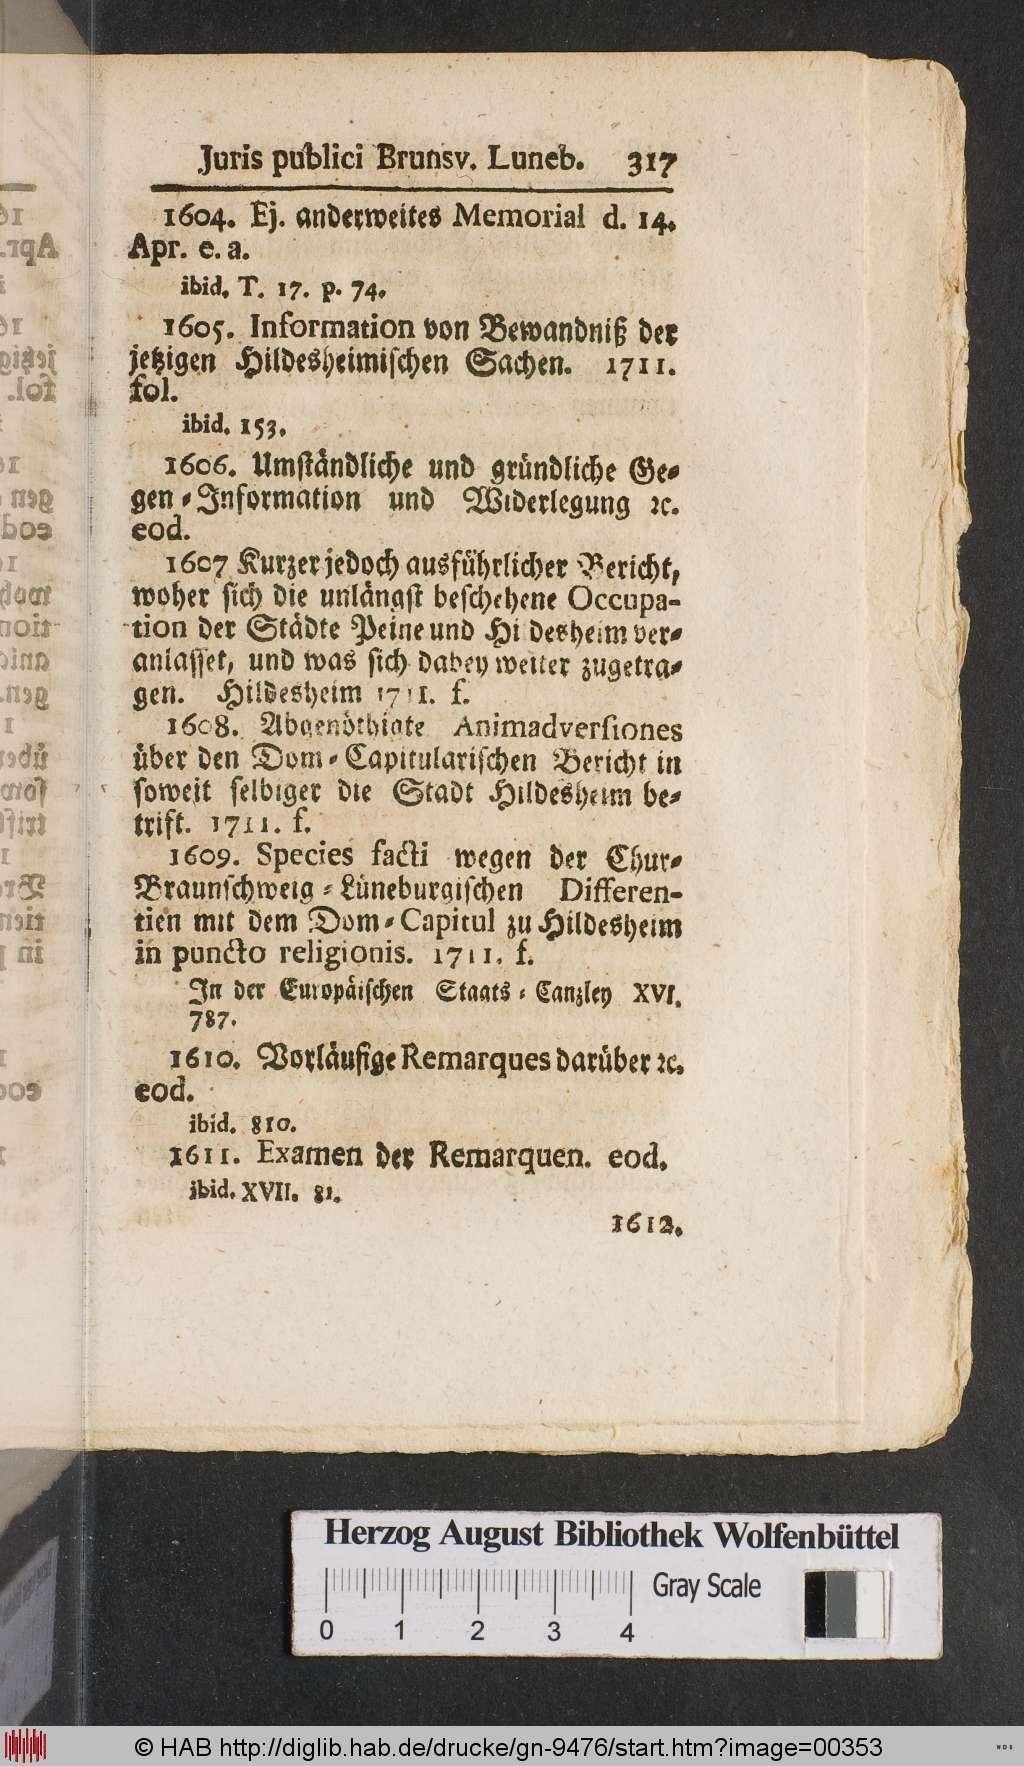 Juris publici Brunsv. Luneb. 317
1604. Ej. anderweites Memorial d. 14.
Apr. e. a.
ibid. T. 17. p. 74.
1605. Information von Bewandniß der
jetzigen Hildesheimischen Sachen. 1711.
fol.
ibid. 153.
1606. Umständliche und gründliche Ge-
gen-Information und Widerlegung ꝛc.
eod.
1607 Kurzer jedoch ausführlicher Bericht,
woher sich die unlängst beschehene Occupa-
tion der Städte Peine und Hildesheim ver-
anlasset, und was sich dabey weiter zugetra-
gen. Hildesheim 1711. f.
1608. Abgenöthigte Animadversiones
über den Dom-Capitularischen Bericht in
soweit selbiger die Stadt Hildesheim be-
trift. 1711. f.
1609. Species facti wegen der Chur-
Braunschweig-Lüneburgischen Differen-
tien mit dem Dom-Capitul zu Hildesheim
in puncto religionis. 1711. f.
In der Europäischen Staats-Canzley XVI.
787.
1610. Vorläufige Remarques darüber ꝛc.
eod.
ibid. 810.
1611. Examen der Remarquen. eod.
ibid. XVII. 81.
1612.
Herzog August Bibliothek Wolfenbüttel
Gray Scale
0 1 2 3 4
© HAB http://diglib.hab.de/drucke/gn-9476/start.htm?image=00353